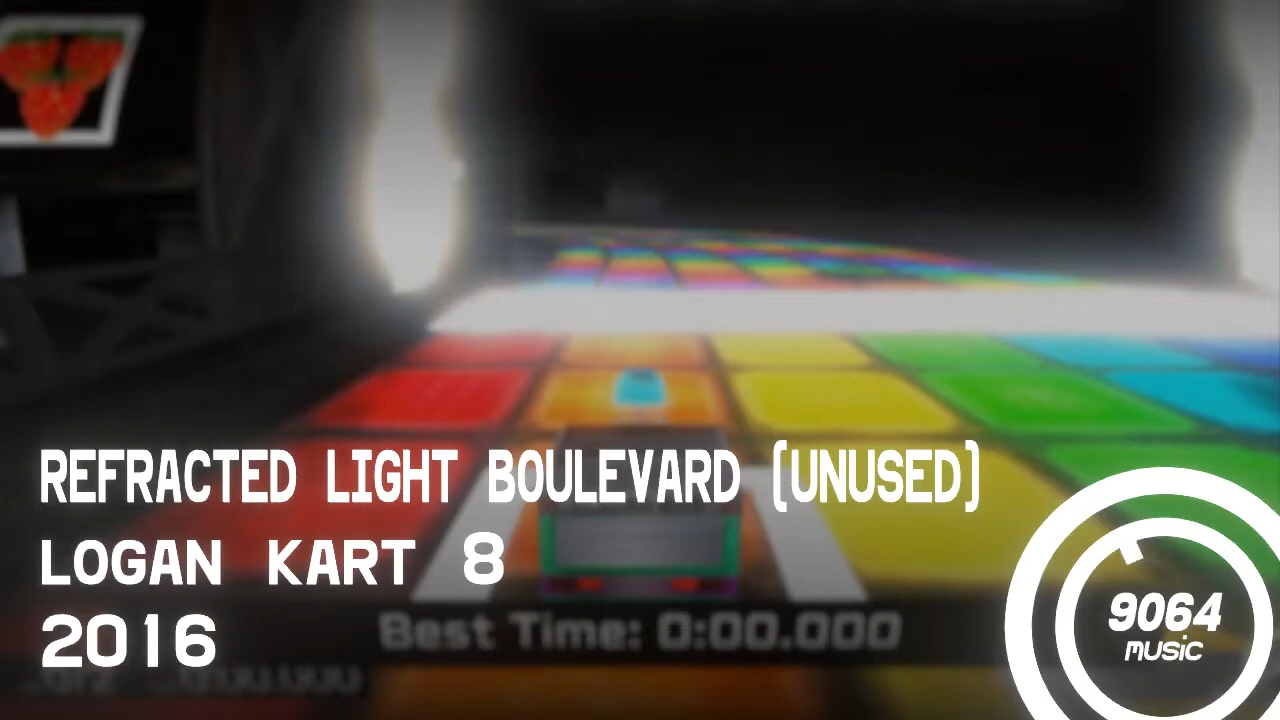 REFRACTED LIGHT BOULEVARD (UNUSED)
LOGAN KART 8
2016
Best Time: 0:00.000
9064
MUSIC